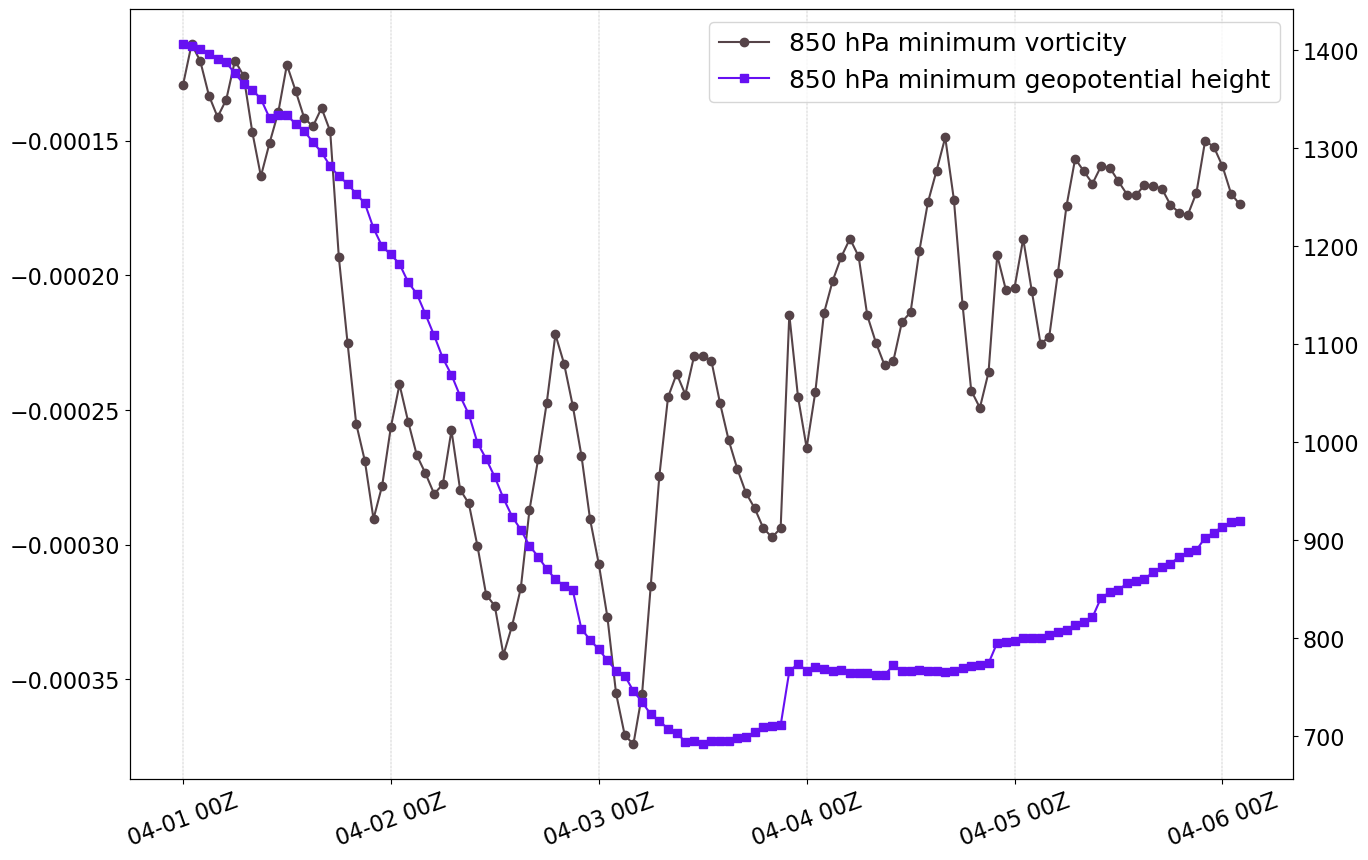 850 hPa minimum vorticity
850 hPa minimum geopotential height
−0.00015
−0.00020
−0.00025
−0.00030
−0.00035
1400
1300
1200
1100
1000
900
800
700
04-01 00Z
04-02 00Z
04-03 00Z
04-04 00Z
04-05 00Z
04-06 00Z